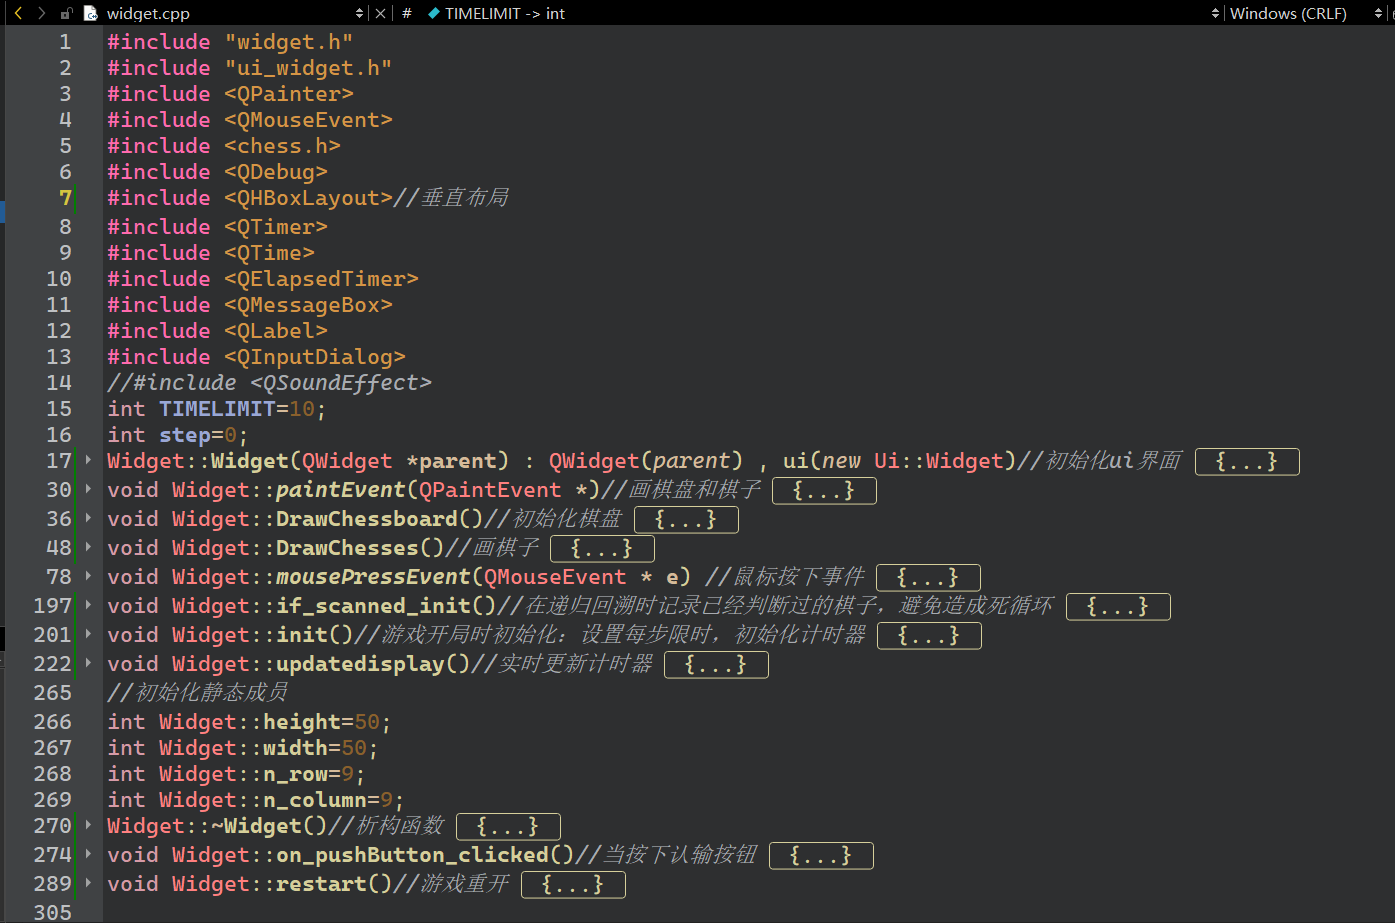 widget.cpp # TIMELIMIT -> int Windows (CRLF)
1 #include "widget.h"
2 #include "ui_widget.h"
3 #include <QPainter>
4 #include <QMouseEvent>
5 #include <chess.h>
6 #include <QDebug>
7 #include <QHBoxLayout>//垂直布局
8 #include <QTimer>
9 #include <QTime>
10 #include <QElapsedTimer>
11 #include <QMessageBox>
12 #include <QLabel>
13 #include <QInputDialog>
14 //#include <QSoundEffect>
15 int TIMELIMIT=10;
16 int step=0;
17 Widget::Widget(QWidget *parent) : QWidget(parent) , ui(new Ui::Widget)//初始化ui界面 {...}
30 void Widget::paintEvent(QPaintEvent *)//画棋盘和棋子 {...}
36 void Widget::DrawChessboard()//初始化棋盘 {...}
48 void Widget::DrawChesses()//画棋子 {...}
78 void Widget::mousePressEvent(QMouseEvent * e) //鼠标按下事件 {...}
197 void Widget::if_scanned_init()//在递归回溯时记录已经判断过的棋子，避免造成死循环 {...}
201 void Widget::init()//游戏开局时初始化：设置每步限时，初始化计时器 {...}
222 void Widget::updatedisplay()//实时更新计时器 {...}
265 //初始化静态成员
266 int Widget::height=50;
267 int Widget::width=50;
268 int Widget::n_row=9;
269 int Widget::n_column=9;
270 Widget::~Widget()//析构函数 {...}
274 void Widget::on_pushButton_clicked()//当按下认输按钮 {...}
289 void Widget::restart()//游戏重开 {...}
305